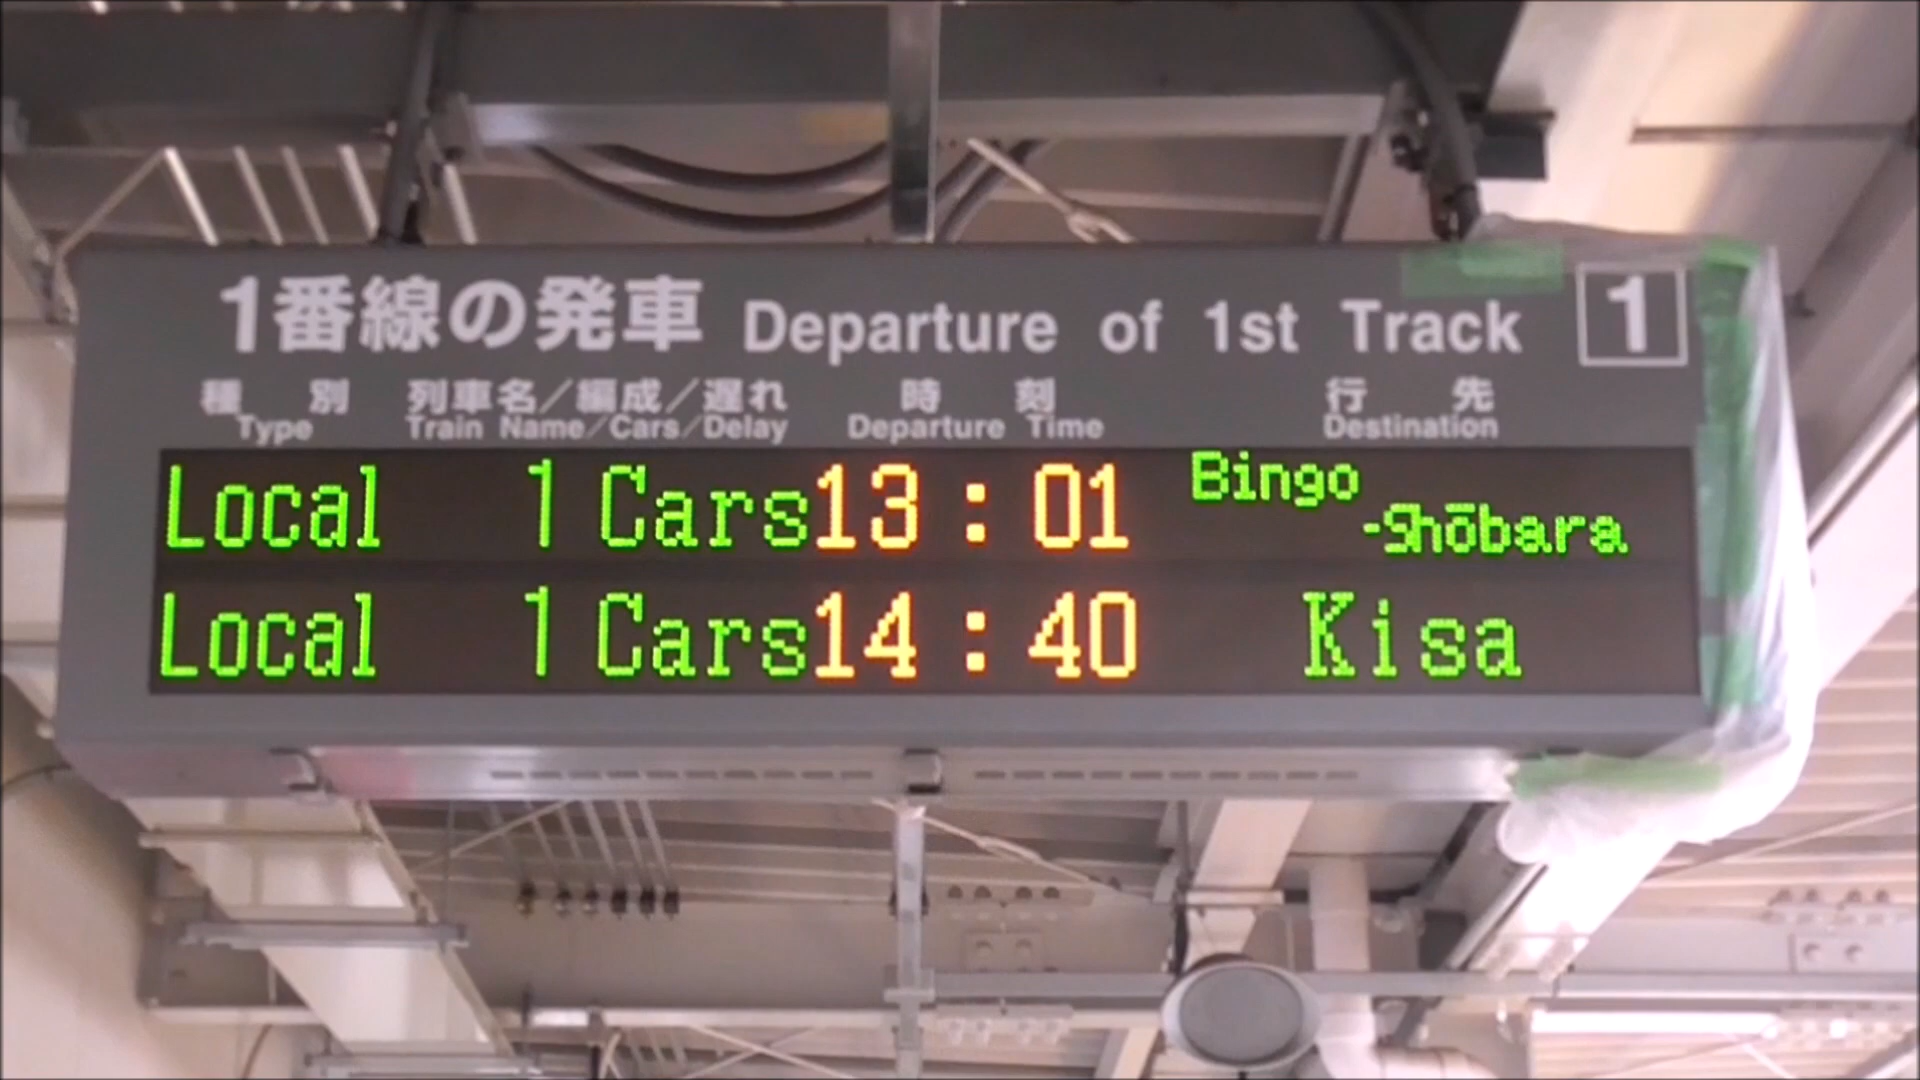 1番線の発車 Departure of 1st Track 1
種別 列車名/編成/遅れ 時刻 行先
Type Train Name/Cars/Delay Departure Time Destination
Local 1 Cars 13:01 Bingo
-Shōbara
Local 1 Cars 14:40 Kisa